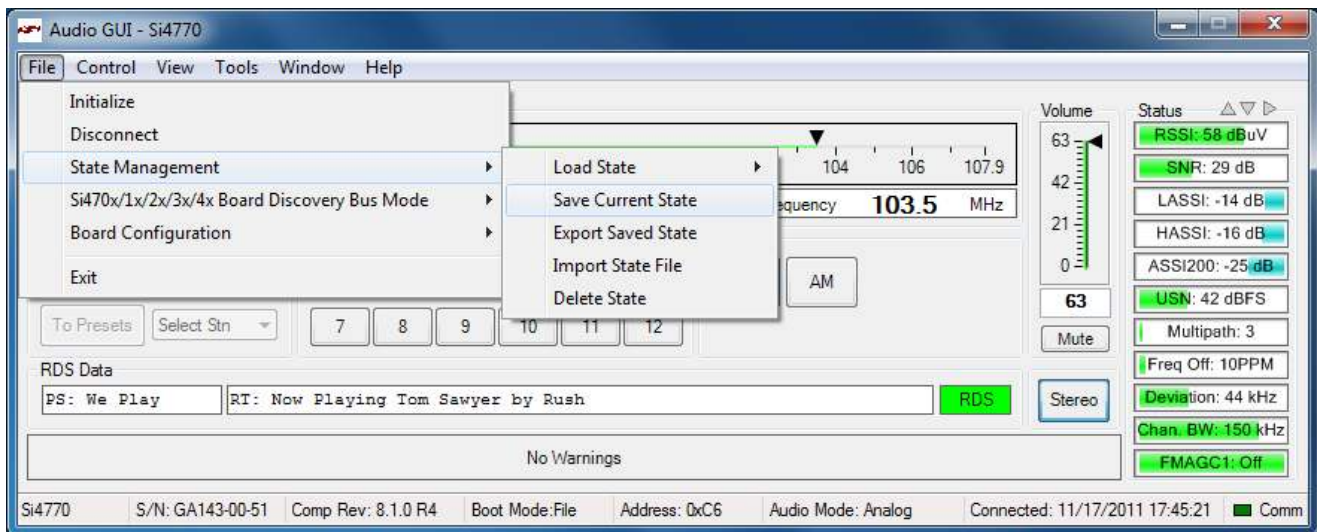 Audio GUI - Si4770
File Control View Tools Window Help
Initialize
Disconnect
State Management
Si470x/1x/2x/3x/4x Board Discovery Bus Mode
Board Configuration
Exit
Load State
Save Current State
Export Saved State
Import State File
Delete State
104 106 107.9
equency 103.5 MHz
AM
To Presets Select Stn
7 8 9 10 11 12
Volume
63
42
21
0
63
Mute
Stereo
Status
RSSI: 58 dBuV
SNR: 29 dB
LASSI: -14 dB
HASSI: -16 dB
ASSI200: -25 dB
USN: 42 dBFS
Multipath: 3
Freq Off: 10PPM
Deviation: 44 kHz
Chan. BW: 150 kHz
FMAGC1: Off
RDS Data
PS: We Play RT: Now Playing Tom Sawyer by Rush RDS
No Warnings
Si4770 S/N: GA143-00-51 Comp Rev: 8.1.0 R4 Boot Mode:File Address: 0xC6 Audio Mode: Analog Connected: 11/17/2011 17:45:21 Comm